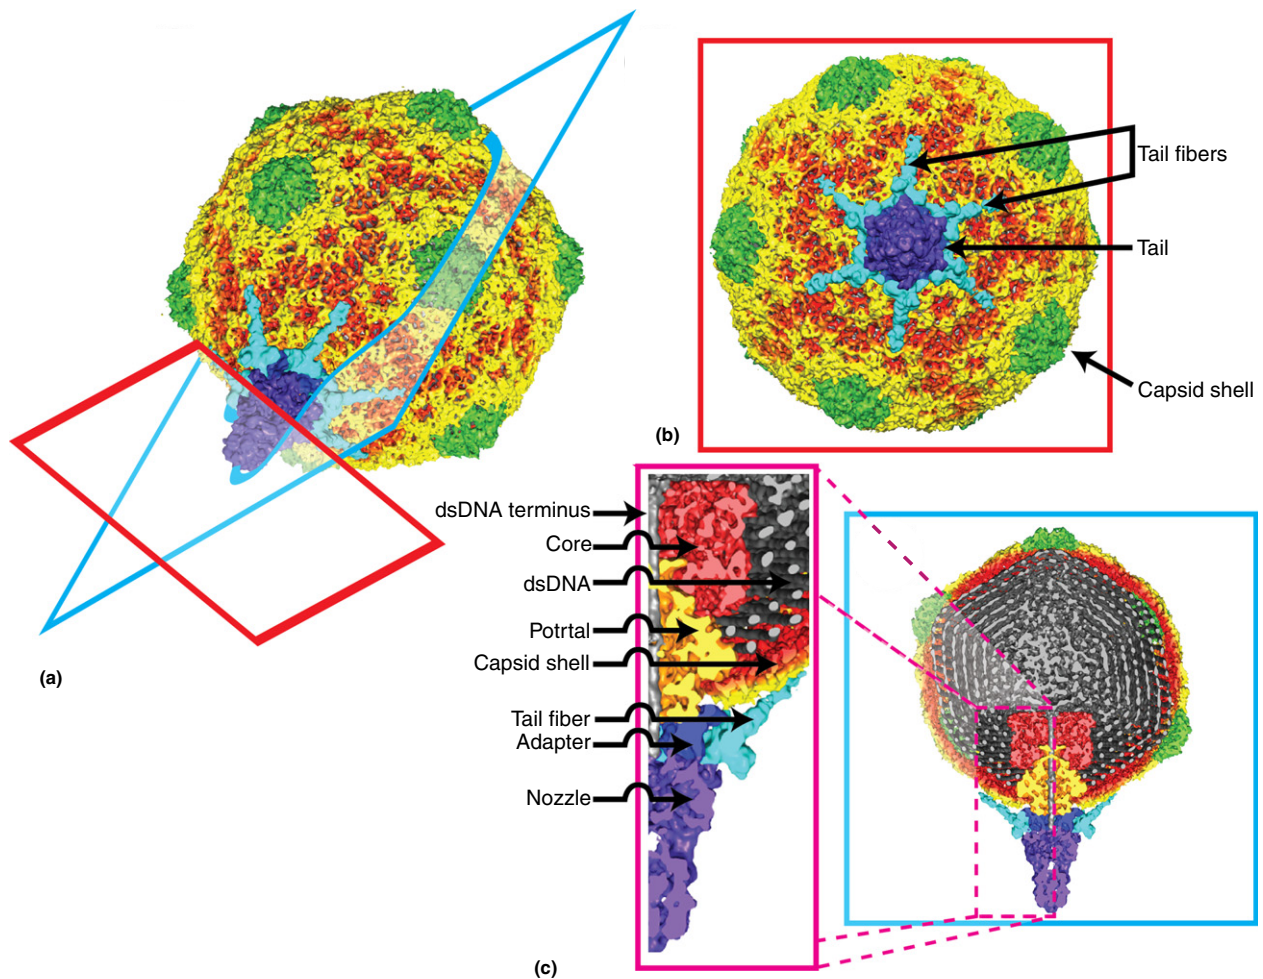 Tail fibers
Tail
Capsid shell
(b)
(a)
dsDNA terminus
Core
dsDNA
Potrtal
Capsid shell
Tail fiber
Adapter
Nozzle
(c)